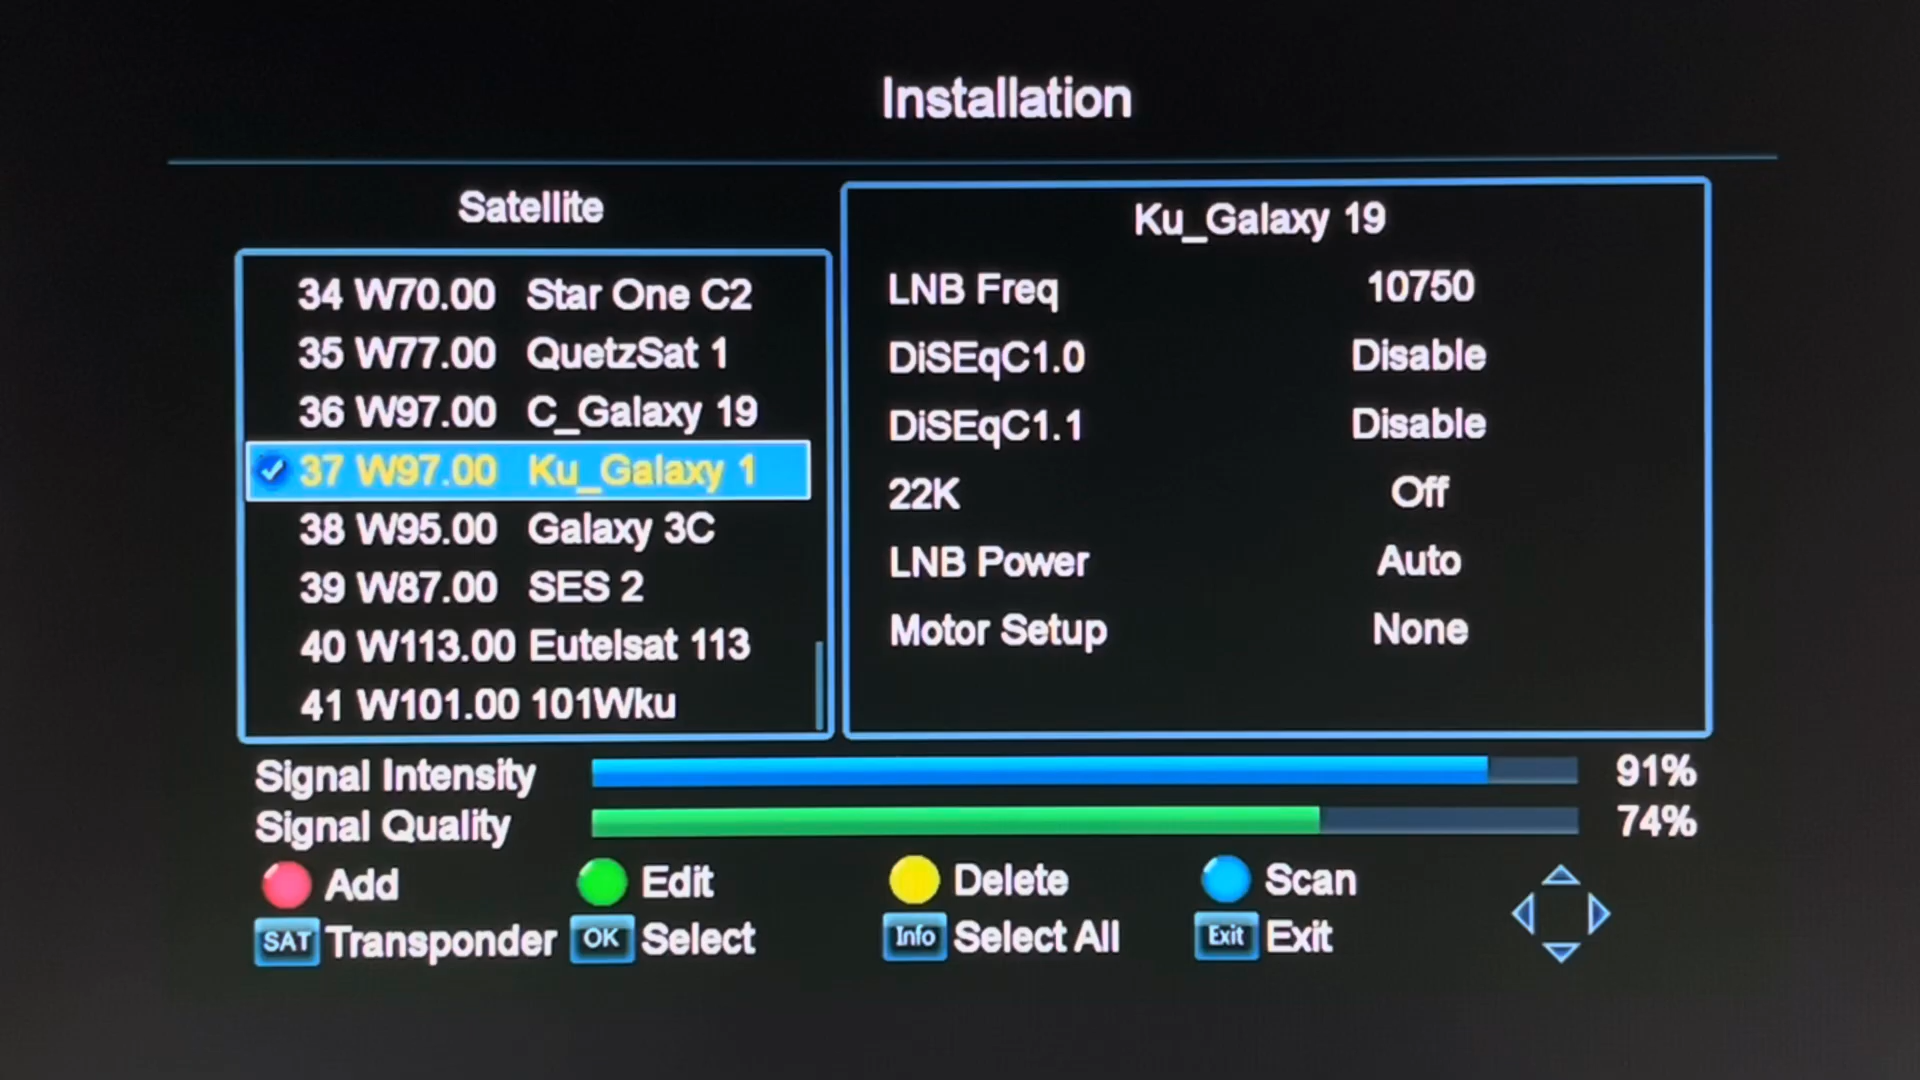 Installation
Satellite
34 W70.00 Star One C2
35 W77.00 QuetzSat 1
36 W97.00 C_Galaxy 19
37 W97.00 Ku_Galaxy 1
38 W95.00 Galaxy 3C
39 W87.00 SES 2
40 W113.00 Eutelsat 113
41 W101.00 101Wku
Ku_Galaxy 19
LNB Freq 10750
DiSEqC1.0 Disable
DiSEqC1.1 Disable
22K Off
LNB Power Auto
Motor Setup None
Signal Intensity 91%
Signal Quality 74%
Add Edit Delete Scan
SAT Transponder OK Select Info Select All Exit Exit